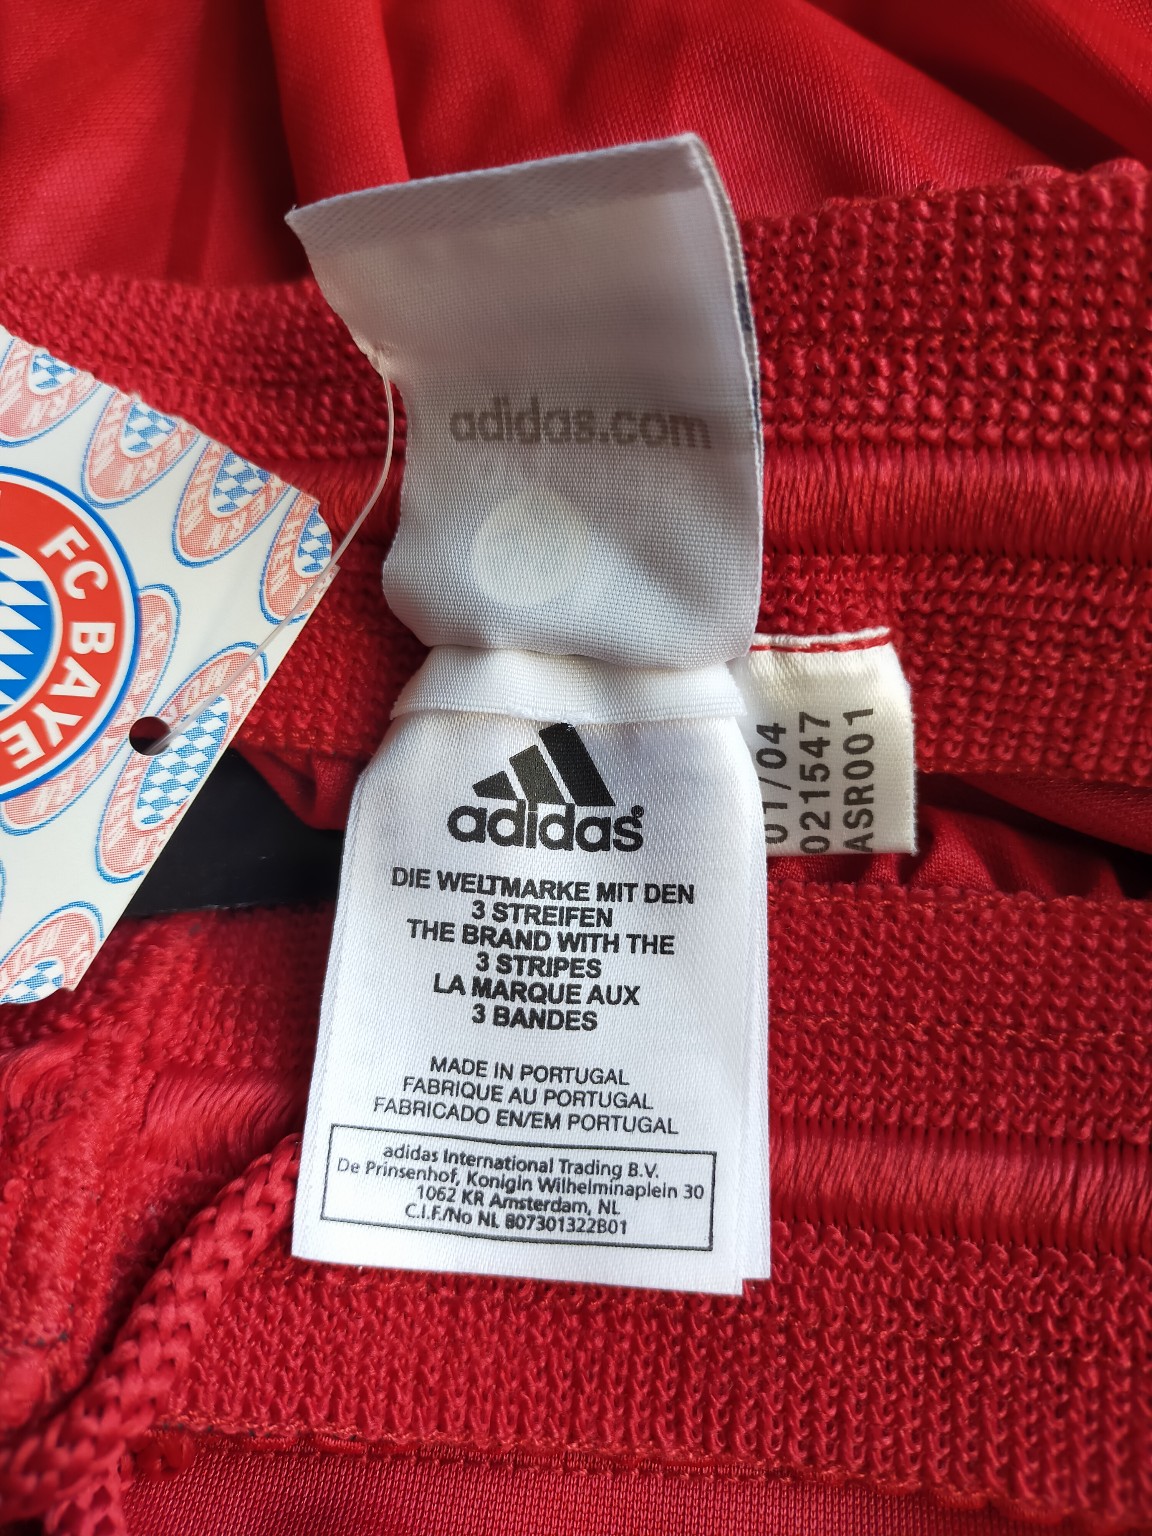 adidas.com
FC BAYE
01/04
0215547
ASR001
adidas®
DIE WELTMARKE MIT DEN
3 STREIFEN
THE BRAND WITH THE
3 STRIPES
LA MARQUE AUX
3 BANDES
MADE IN PORTUGAL
FABRIQUE AU PORTUGAL
FABRICADO EN/EM PORTUGAL
adidas International Trading B.V.
De Prinsenhof, Konigin Wilhelminaplein 30
1062 KR Amsterdam, NL
C.I.F./No NL 807301322B01